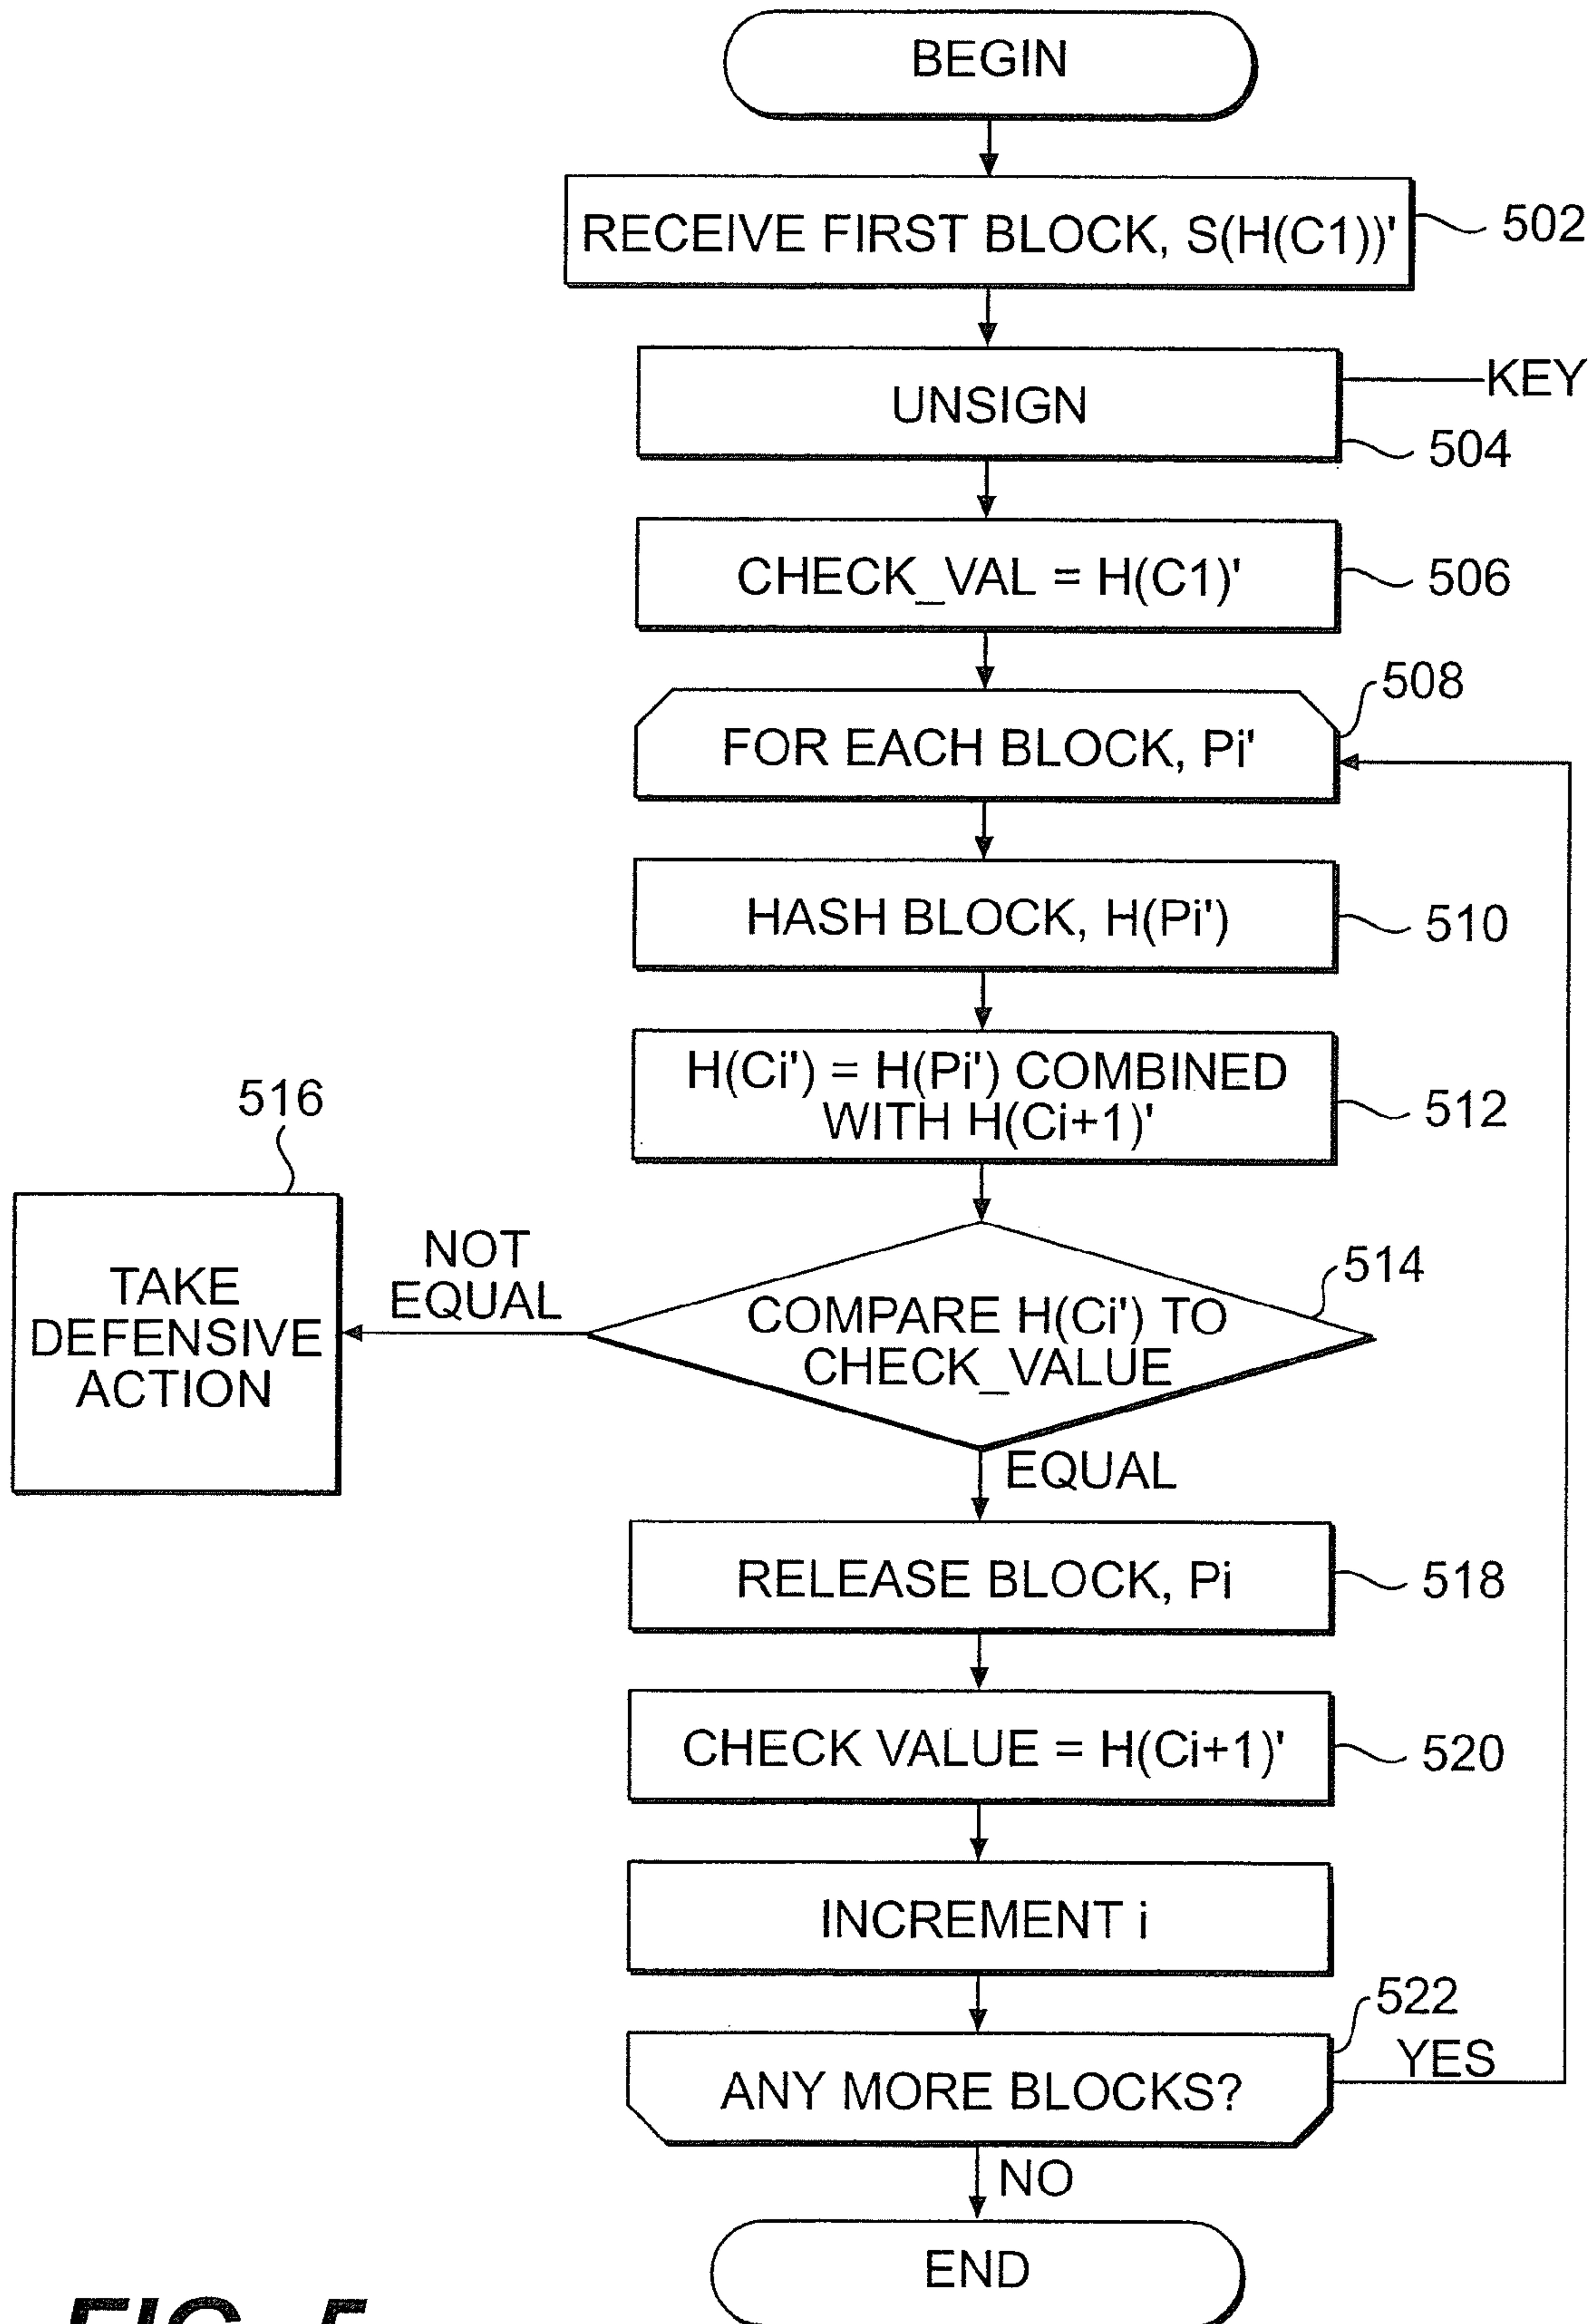 BEGIN
RECEIVE FIRST BLOCK, S(H(C1))'
502
UNSIGN
KEY
504
CHECK_VAL = H(C1)'
506
508
FOR EACH BLOCK, Pi'
HASH BLOCK, H(Pi')
510
H(Ci') = H(Pi') COMBINED
WITH H(Ci+1)'
512
516
TAKE
DEFENSIVE
ACTION
NOT
EQUAL
514
COMPARE H(Ci') TO
CHECK_VALUE
EQUAL
RELEASE BLOCK, Pi
518
CHECK VALUE = H(Ci+1)'
520
INCREMENT i
522
ANY MORE BLOCKS?
YES
NO
END
FIG. 5